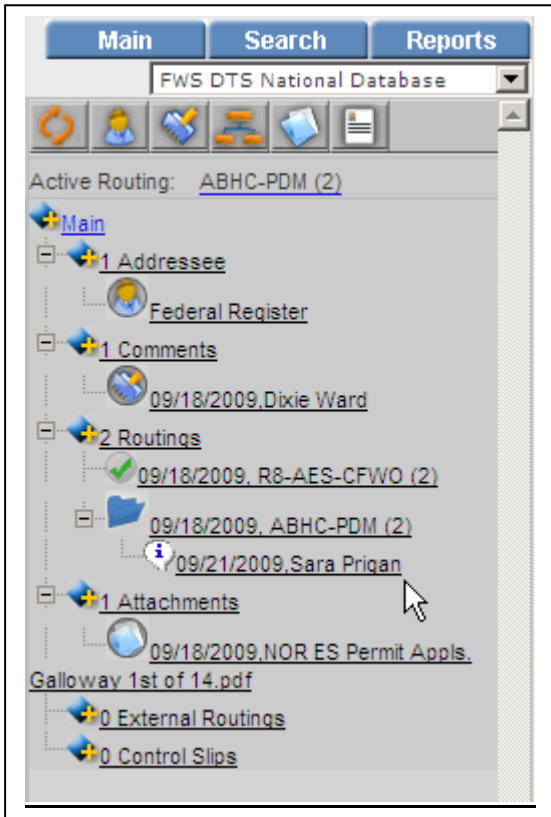 Main Search Reports
FWS DTS National Database
Active Routing: ABHC-PDM (2)
Main
1 Addressee
Federal Register
1 Comments
09/18/2009,Dixie Ward
2 Routings
09/18/2009, R8-AES-CFWO (2)
09/18/2009, ABHC-PDM (2)
09/21/2009,Sara Prigan
1 Attachments
09/18/2009,NOR ES Permit Appls.
Galloway 1st of 14.pdf
0 External Routings
0 Control Slips